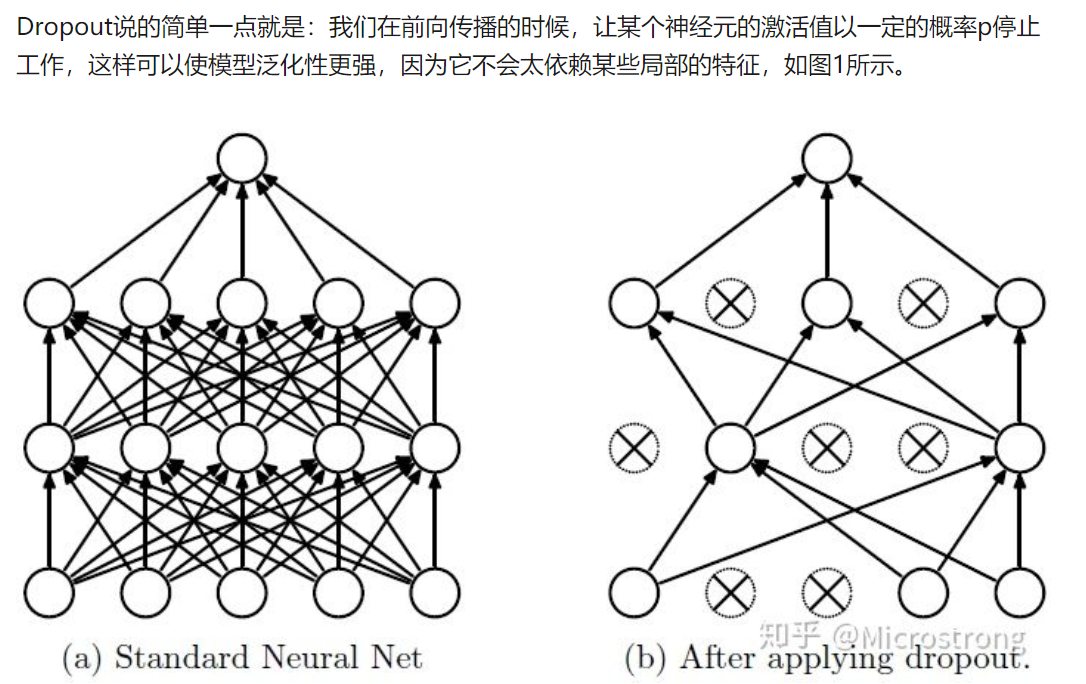 Dropout说的简单一点就是：我们在前向传播的时候，让某个神经元的激活值以一定的概率p停止
工作，这样可以使模型泛化性更强，因为它不会太依赖某些局部的特征，如图1所示。
知乎 @Microstrong
(a) Standard Neural Net
(b) After applying dropout.